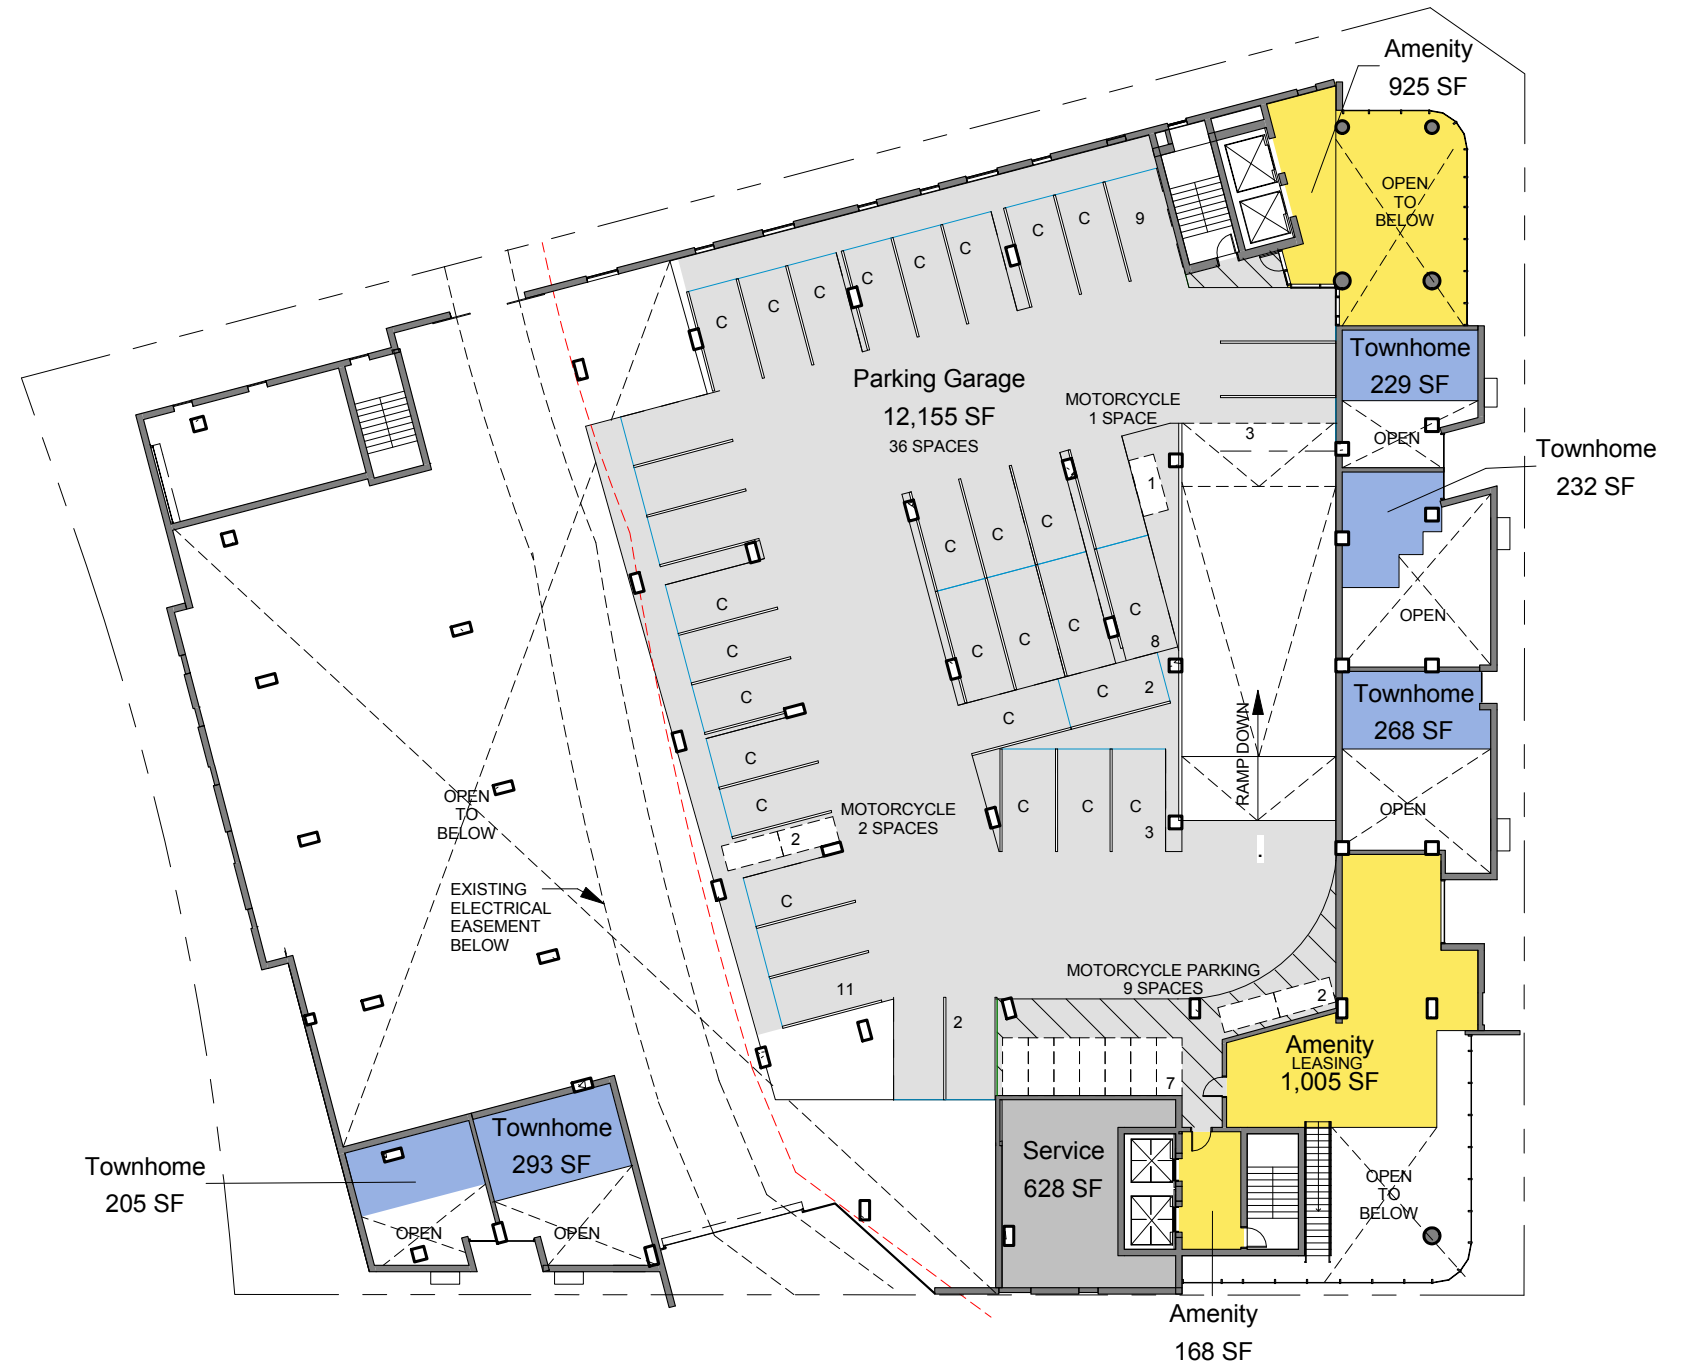 Amenity
925 SF
OPEN
TO
BELOW
9
C
C
C
C
C
C
C
C
C
C
Townhome
229 SF
OPEN
Parking Garage
12,155 SF
36 SPACES
MOTORCYCLE
1 SPACE
3
1
Townhome
232 SF
OPEN
C
C
C
C
C
C
C
8
C
C
2
C
C
C
C
C
Townhome
268 SF
OPEN
RAMP DOWN
C
C
C
3
MOTORCYCLE
2 SPACES
2
OPEN
TO
BELOW
EXISTING
ELECTRICAL
EASEMENT
BELOW
C
11
2
MOTORCYCLE PARKING
9 SPACES
2
7
Amenity
LEASING
1,005 SF
Townhome
293 SF
OPEN
Townhome
205 SF
OPEN
Service
628 SF
OPEN
TO
BELOW
Amenity
168 SF